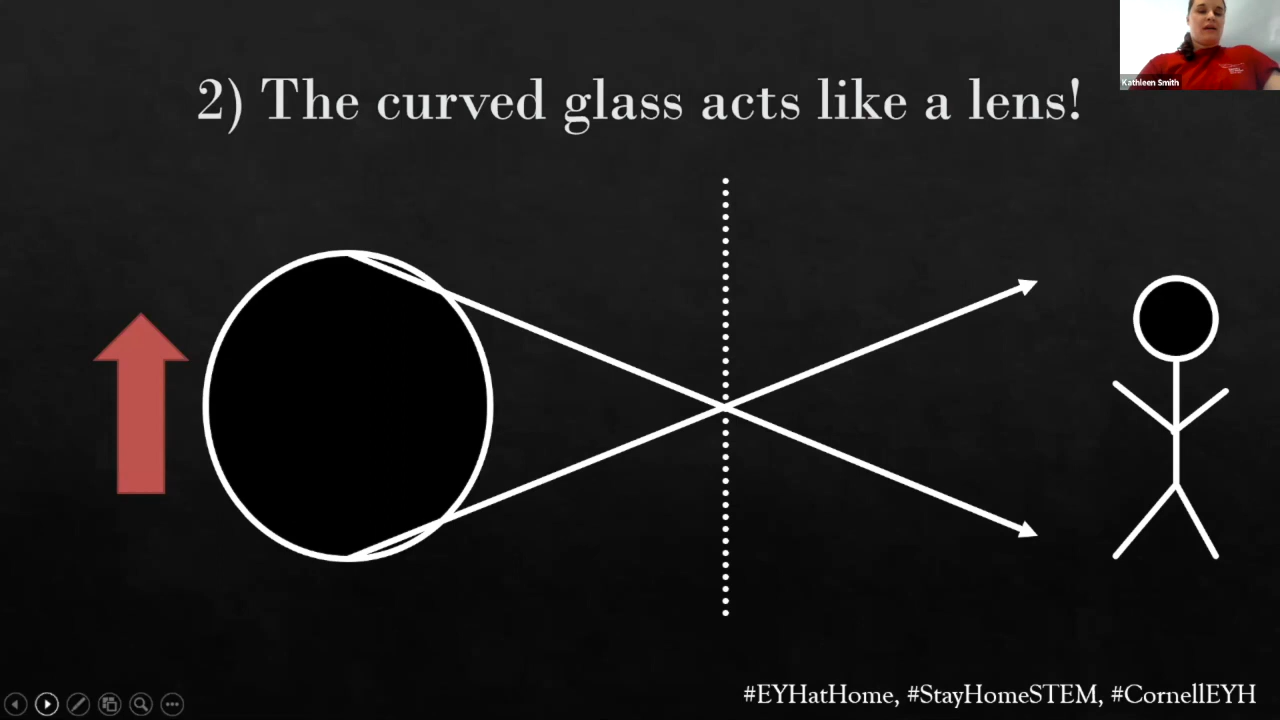 Kathleen Smith
2) The curved glass acts like a lens!
#EYHatHome, #StayHomeSTEM, #CornellEYH